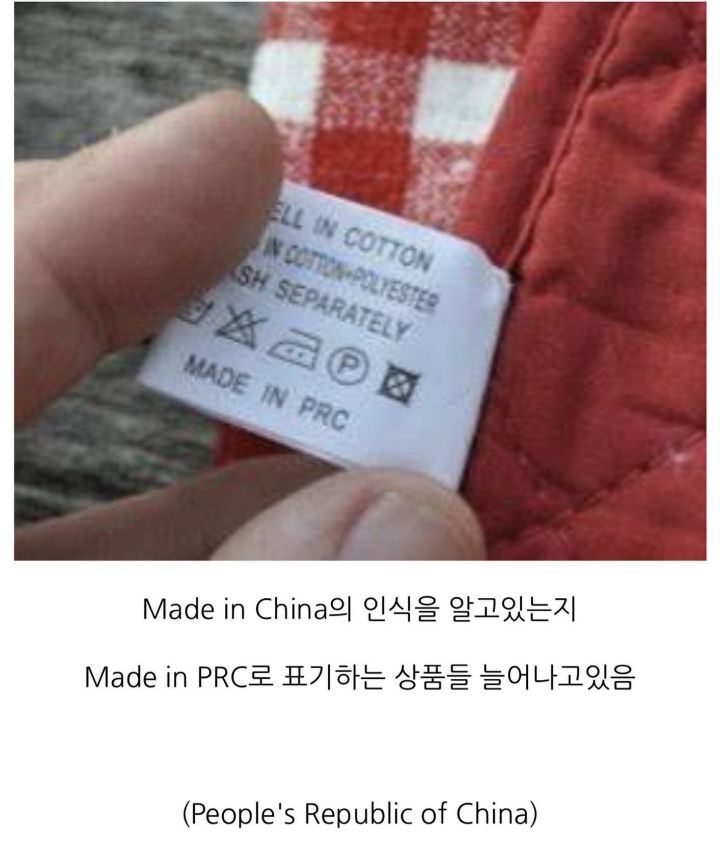 ELL IN COTTON
IN COTTON+POLYESTER
SH SEPARATELY
P
MADE IN PRC
Made in China의 인식을 알고있는지
Made in PRC로 표기하는 상품들 늘어나고있음
(People's Republic of China)